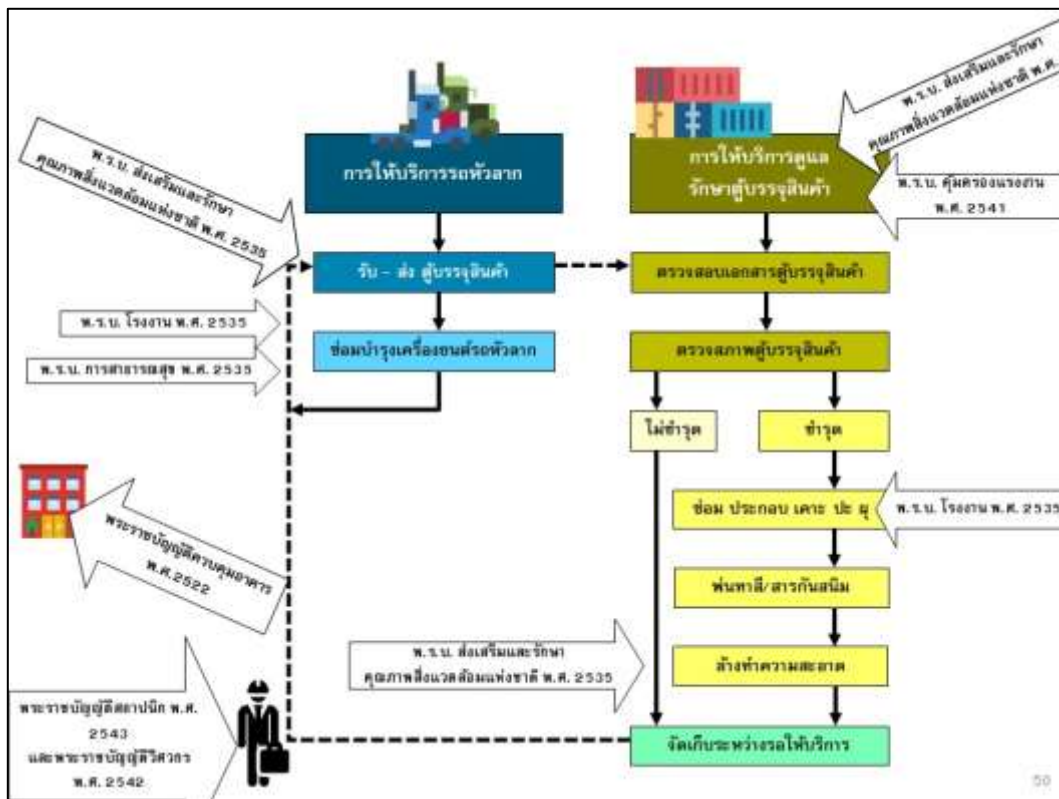 พ.ร.บ. ส่งเสริมและรักษา
คุณภาพสิ่งแวดล้อมแห่งชาติ พ.ศ.
การให้บริการรถหัวลาก
การให้บริการดูแล
รักษาตู้บรรจุสินค้า
พ.ร.บ. คุ้มครองแรงงาน
พ.ศ. 2541
พ.ร.บ. ส่งเสริมและรักษา
คุณภาพสิ่งแวดล้อมแห่งชาติ พ.ศ. 2535
รับ - ส่ง ตู้บรรจุสินค้า
ตรวจสอบเอกสารตู้บรรจุสินค้า
พ.ร.บ. โรงงาน พ.ศ. 2535
ซ่อมบำรุงเครื่องยนต์รถหัวลาก
ตรวจสภาพตู้บรรจุสินค้า
พ.ร.บ. การสาธารณสุข พ.ศ. 2535
ไม่ชำรุด
ชำรุด
ซ่อม ประกอบ เคาะ ปะ ผุ
พ.ร.บ. โรงงาน พ.ศ. 2535
พระราชบัญญัติควบคุมอาคาร
พ.ศ.2522
พ่นทาสี/สารกันสนิม
พ.ร.บ. ส่งเสริมและรักษา
คุณภาพสิ่งแวดล้อมแห่งชาติ พ.ศ. 2535
ล้างทำความสะอาด
พระราชบัญญัติสถาปนิก พ.ศ.
2543
และพระราชบัญญัติวิศวกร
พ.ศ. 2542
จัดเก็บระหว่างรอให้บริการ
50